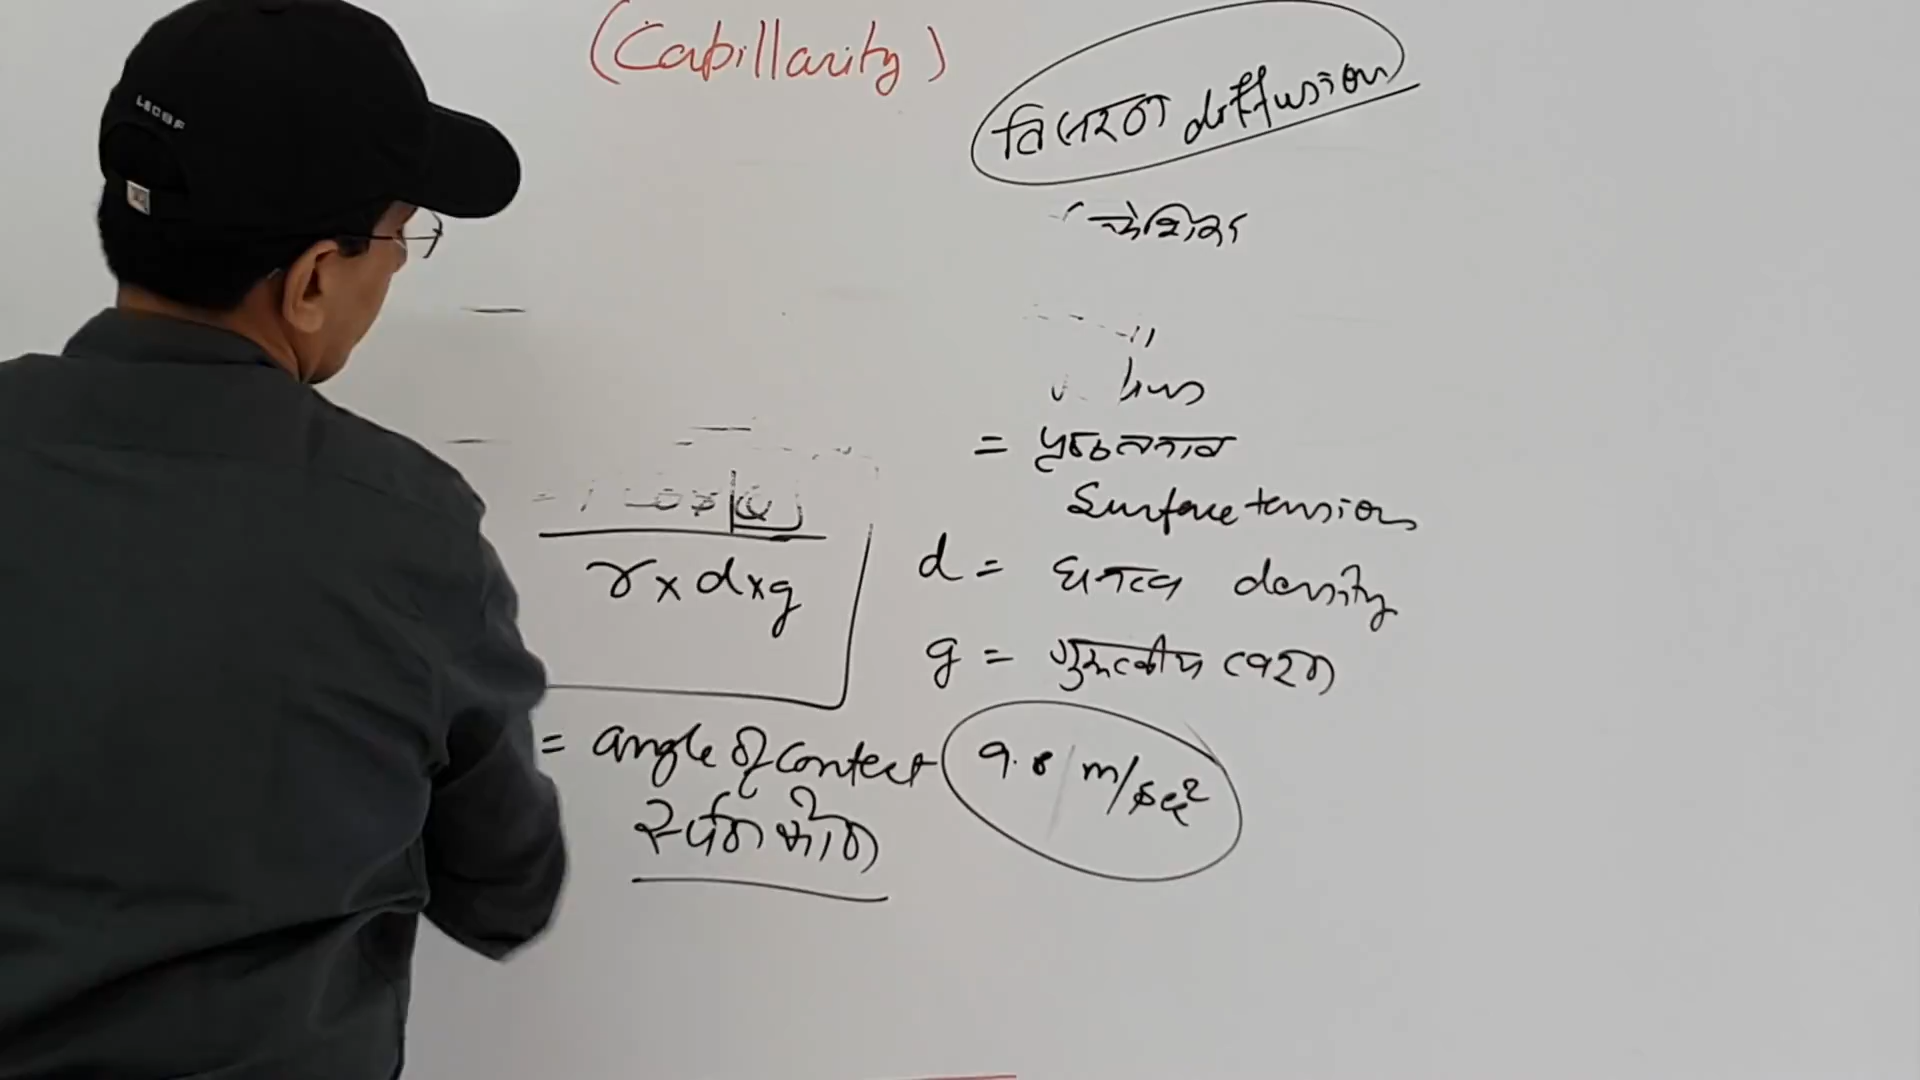 (Capillarity)
विसरण diffusion
केशिका
= पृष्ठतनाव
Surface tension
r x d x g
d = घनत्व density
g = गुरुत्वीय त्वरण
= angle of contact
9.8 m/sec²
स्पर्श कोण